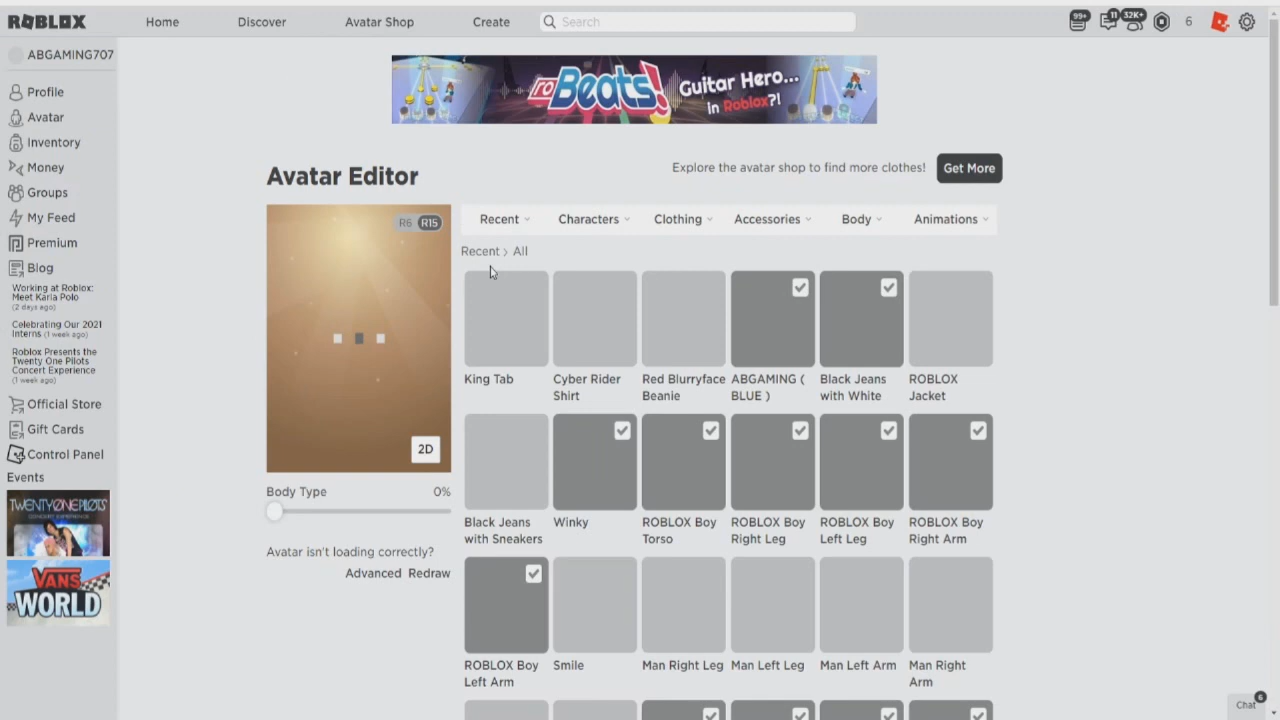 ROBLOX
Home
Discover
Avatar Shop
Create
Search
99+
11
32K+
6
ABGAMING707
Profile
Avatar
Inventory
Money
Groups
My Feed
Premium
Blog
Working at Roblox:
Meet Karla Polo
(2 days ago)
Celebrating Our 2021
Interns (1 week ago)
Roblox Presents the
Twenty One Pilots
Concert Experience
(1 week ago)
Official Store
Gift Cards
Control Panel
Events
TWENTY ONE PILOTS
CONCERT EXPERIENCE
VANS
WORLD
roBeats!
Guitar Hero...
in Roblox?!
Avatar Editor
Explore the avatar shop to find more clothes!
Get More
R6
R15
2D
Body Type
0%
Avatar isn't loading correctly?
Advanced
Redraw
Recent
Characters
Clothing
Accessories
Body
Animations
Recent › All
King Tab
Cyber Rider
Shirt
Red Blurryface
Beanie
ABGAMING (
BLUE )
Black Jeans
with White
ROBLOX
Jacket
Black Jeans
with Sneakers
Winky
ROBLOX Boy
Torso
ROBLOX Boy
Right Leg
ROBLOX Boy
Left Leg
ROBLOX Boy
Right Arm
ROBLOX Boy
Left Arm
Smile
Man Right Leg
Man Left Leg
Man Left Arm
Man Right
Arm
Chat
6